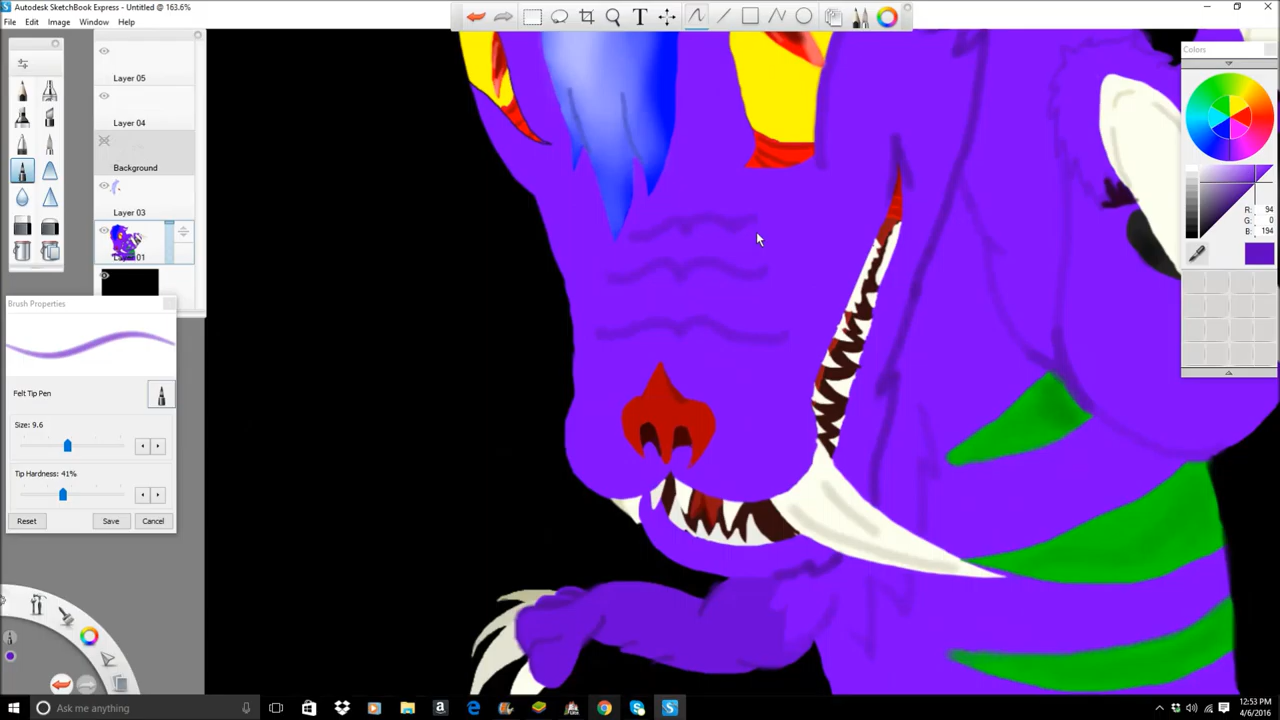 Autodesk SketchBook Express - Untitled @ 163.6%
File Edit Image Window
Layer 05
Layer 04
Background
Layer 03
Layer 01
Brush Properties
Felt Tip Pen
Size: 9.6
Tip Hardness: 41%
Reset Save Cancel
Colors
R: 94
G: 0
B: 194
Ask me anything
12:53 PM
4/6/2016